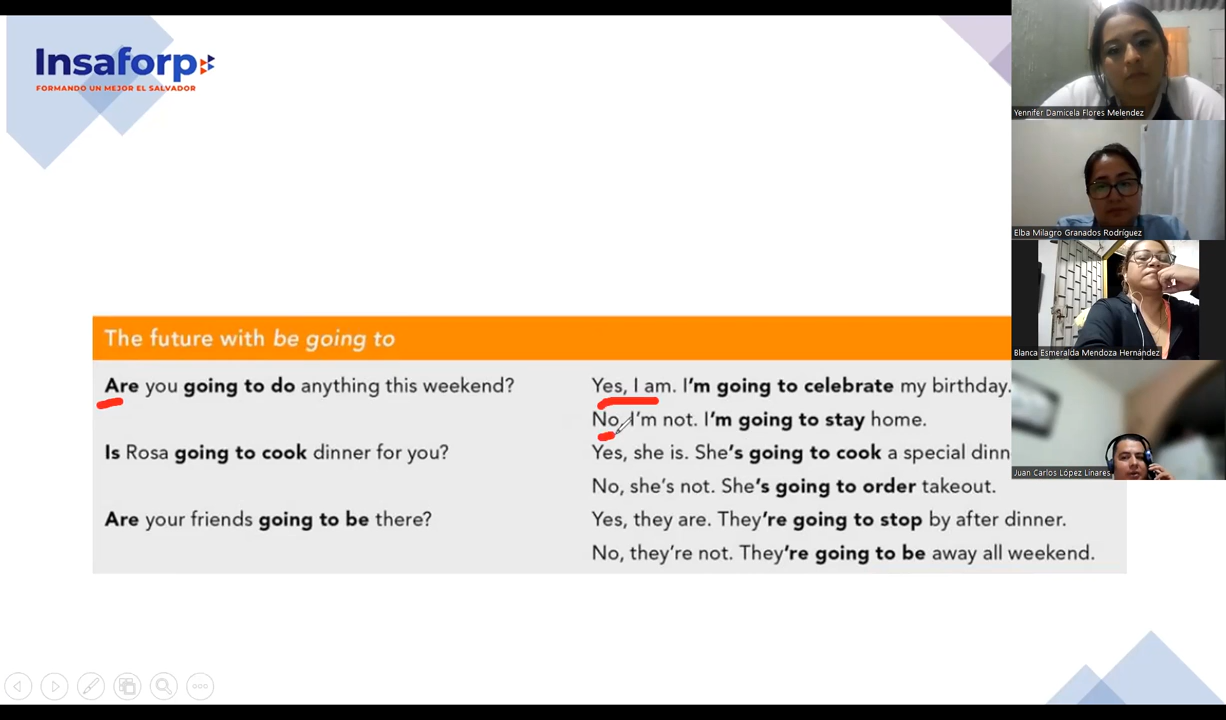 Insaforp
FORMANDO UN MEJOR EL SALVADOR
The future with be going to
Are you going to do anything this weekend?
Yes, I am. I'm going to celebrate my birthday.
No, I'm not. I'm going to stay home.
Is Rosa going to cook dinner for you?
Yes, she is. She's going to cook a special dinn
No, she's not. She's going to order takeout.
Are your friends going to be there?
Yes, they are. They're going to stop by after dinner.
No, they're not. They're going to be away all weekend.
Yennifer Damicela Flores Melendez
Elba Milagro Granados Rodríguez
Blanca Esmeralda Mendoza Hernández
Juan Carlos López Linares